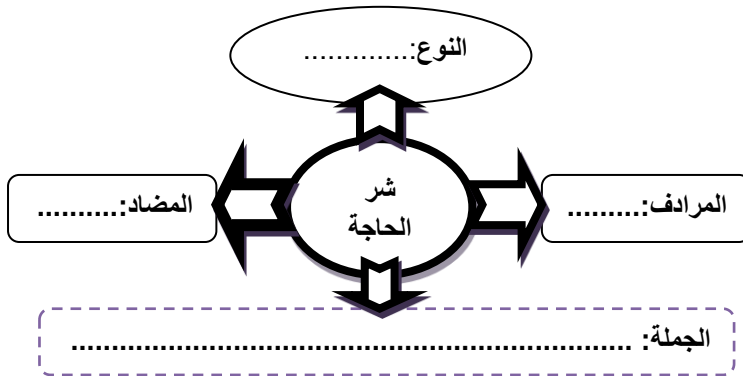 النوع:.............
شر
الحاجة
المرادف:.........
المضاد:..........
الجملة: ......................................................................